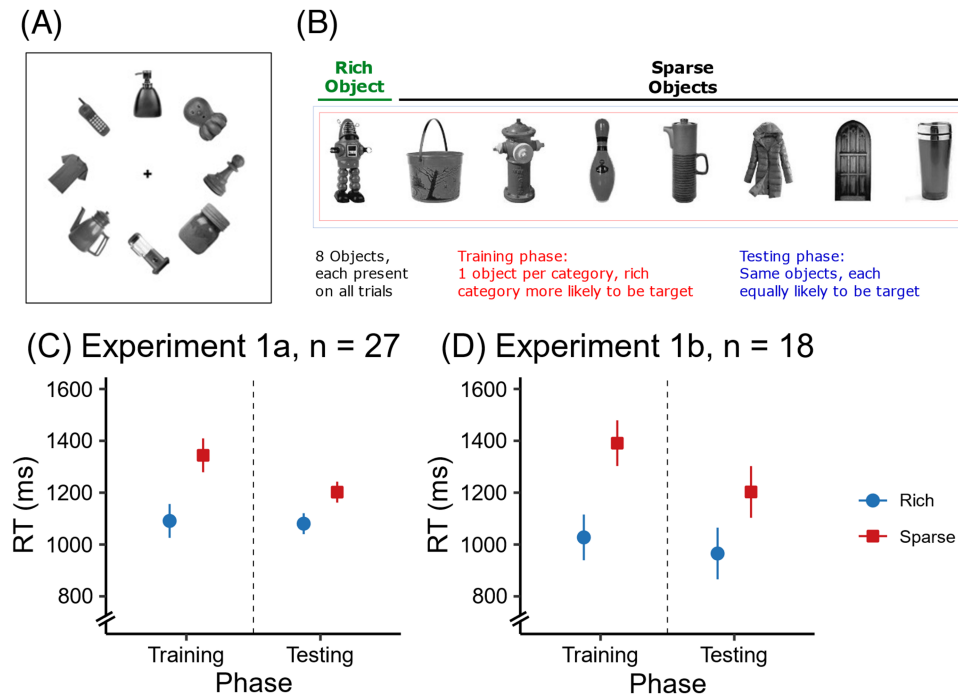 (A)
(B)
Rich
Object
Sparse
Objects
8 Objects,
each present
on all trials
Training phase:
1 object per category, rich
category more likely to be target
Testing phase:
Same objects, each
equally likely to be target
(C) Experiment 1a, n = 27
1600
1400
1200
1000
800
RT (ms)
Training
Testing
Phase
(D) Experiment 1b, n = 18
1600
1400
1200
1000
800
RT (ms)
Training
Testing
Phase
Rich
Sparse